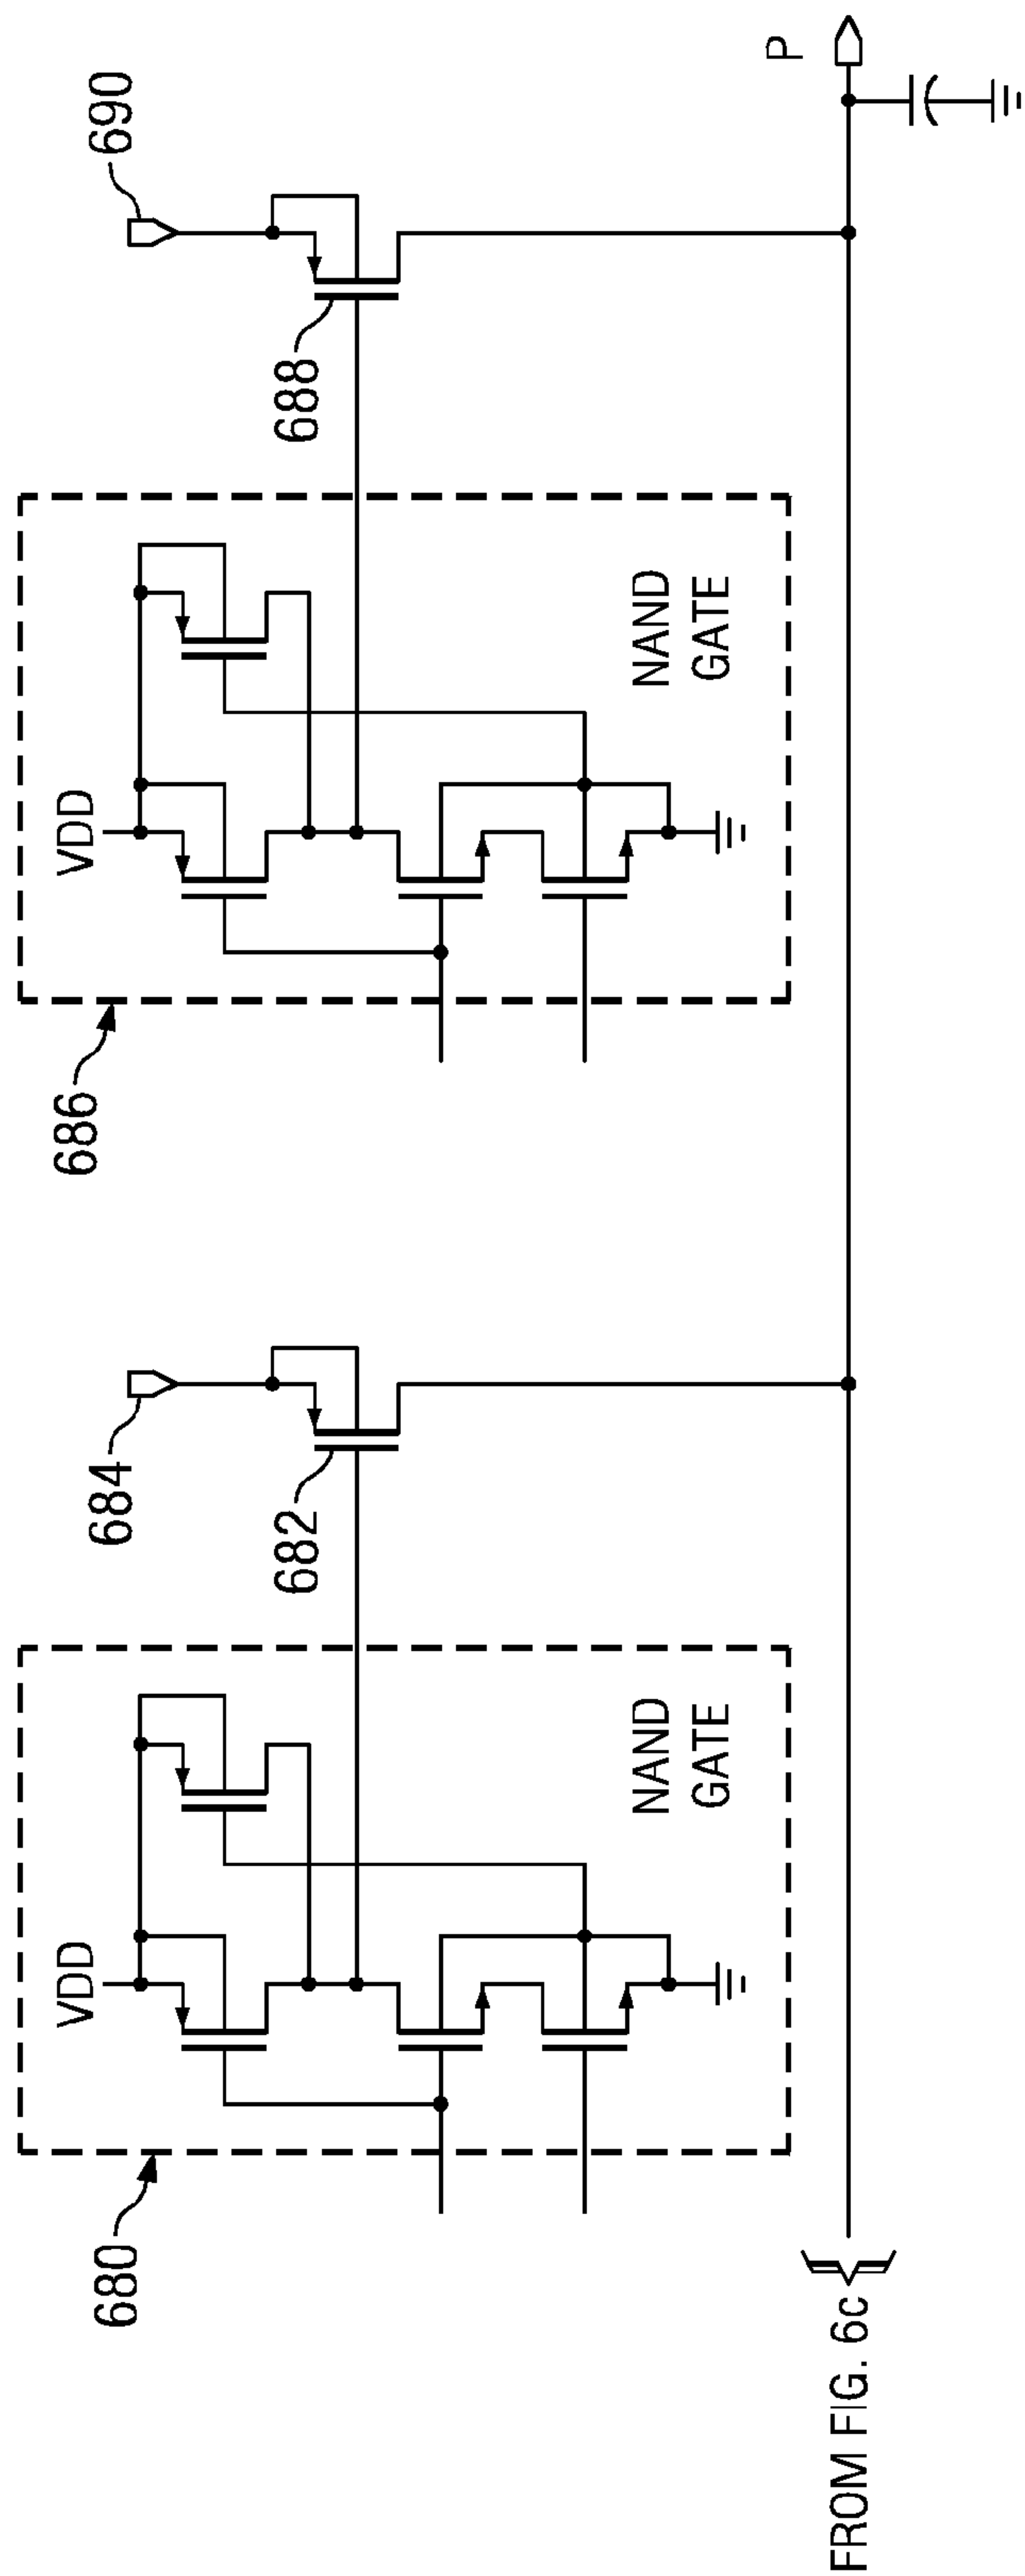 680
VDD
NAND
GATE
682
684
686
VDD
NAND
GATE
688
690
P
FROM FIG. 6c